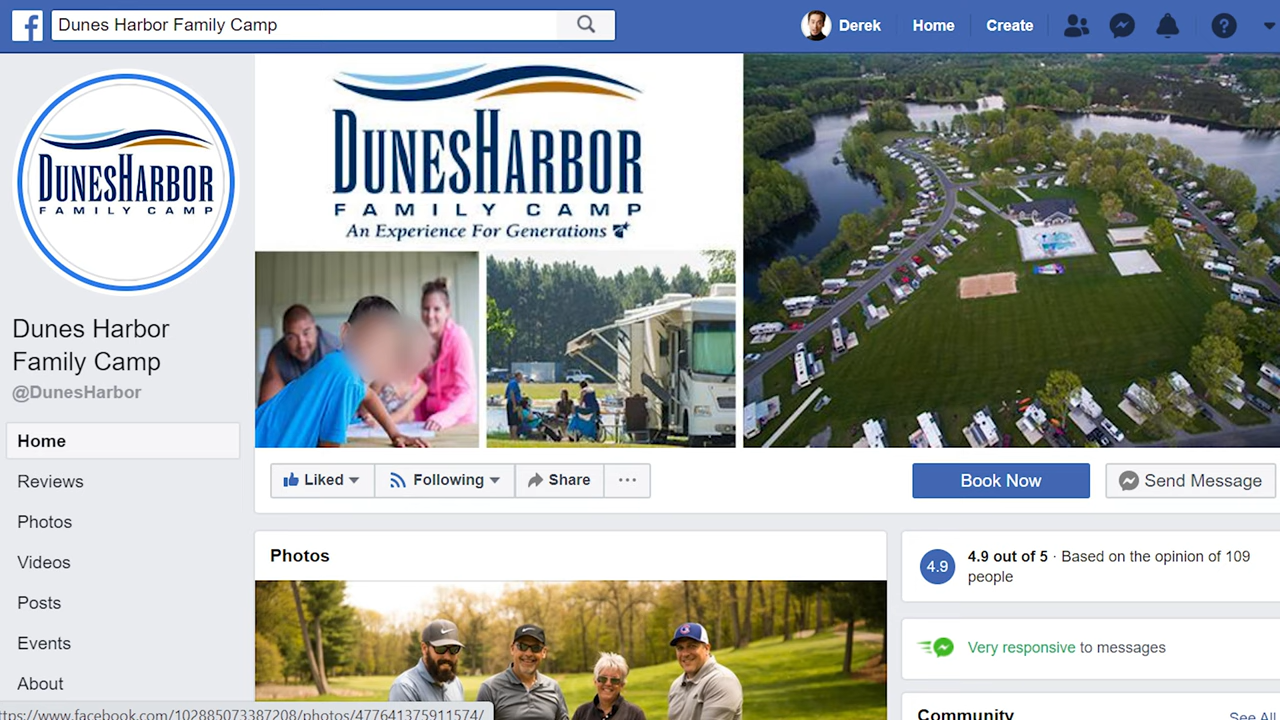 Dunes Harbor Family Camp
Derek
Home
Create
DUNESHARBOR
FAMILY CAMP
DUNESHARBOR
FAMILY CAMP
An Experience For Generations
Dunes Harbor
Family Camp
@DunesHarbor
Home
Reviews
Photos
Videos
Posts
Events
About
Liked
Following
Share
Book Now
Send Message
Photos
4.9
4.9 out of 5 · Based on the opinion of 109
people
Very responsive to messages
Community
See All
ttps://www.facebook.com/102885073387208/photos/477641375911574/